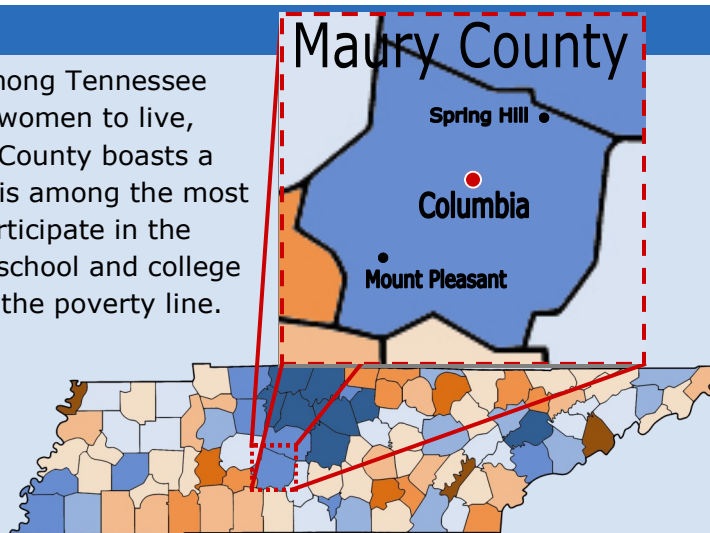 mong Tennessee
women to live,
County boasts a
is among the most
rticipate in the
school and college
the poverty line.
Maury County
Spring Hill
Columbia
Mount Pleasant